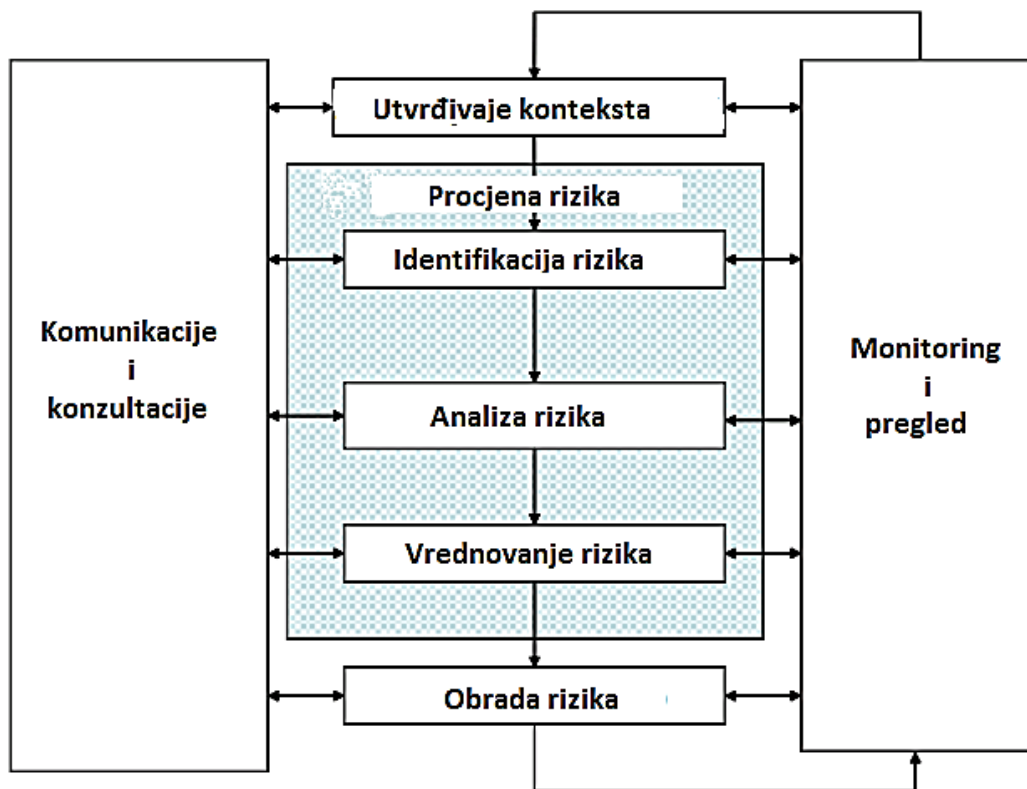 Utvrđivaje konteksta
Procjena rizika
Identifikacija rizika
Komunikacije
i
konzultacije
Monitoring
i
pregled
Analiza rizika
Vrednovanje rizika
Obrada rizika